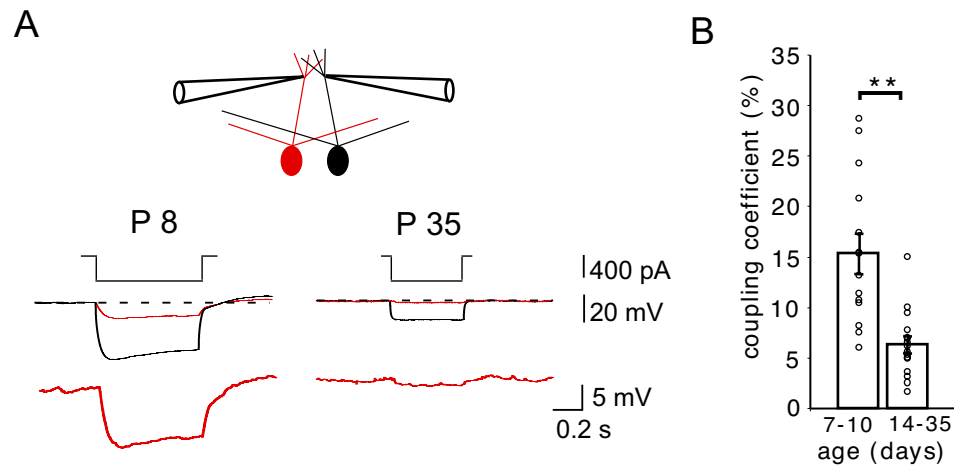 A
P 8
P 35
400 pA
20 mV
5 mV
0.2 s
B
coupling coefficient (%)
35
30
25
20
15
10
5
0
**
7-10 14-35
age (days)